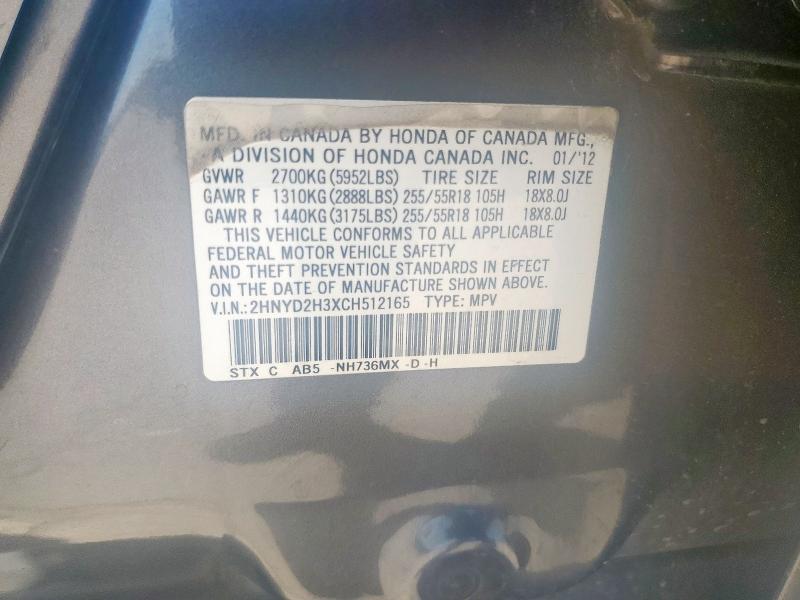 MFD. IN CANADA BY HONDA OF CANADA MFG.,
A DIVISION OF HONDA CANADA INC. 01/'12
GVWR 2700KG (5952LBS) TIRE SIZE RIM SIZE
GAWR F 1310KG (2888LBS) 255/55R18 105H 18X8.0J
GAWR R 1440KG (3175LBS) 255/55R18 105H 18X8.0J
THIS VEHICLE CONFORMS TO ALL APPLICABLE
FEDERAL MOTOR VEHICLE SAFETY
AND THEFT PREVENTION STANDARDS IN EFFECT
ON THE DATE OF MANUFACTURE SHOWN ABOVE.
V.I.N.: 2HNYD2H3XCH512165 TYPE: MPV
STX C AB5 -NH736MX -D -H